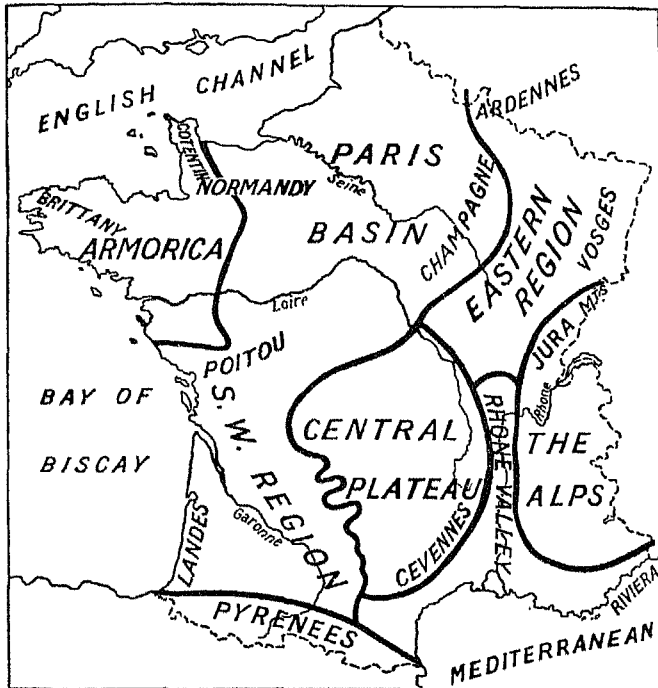 ENGLISH CHANNEL
ARDENNES
COTENTIN
PARIS
NORMANDY
Seine
BRITTANY
ARMORICA
BASIN
CHAMPAGNE
EASTERN
REGION
VOSGES
Loire
JURA MTS
POITOU
Rhone
BAY OF
BISCAY
S. W. REGION
CENTRAL
PLATEAU
RHONE VALLEY
THE
ALPS
Garonne
LANDES
CEVENNES
PYRENEES
RIVIERA
MEDITERRANEAN